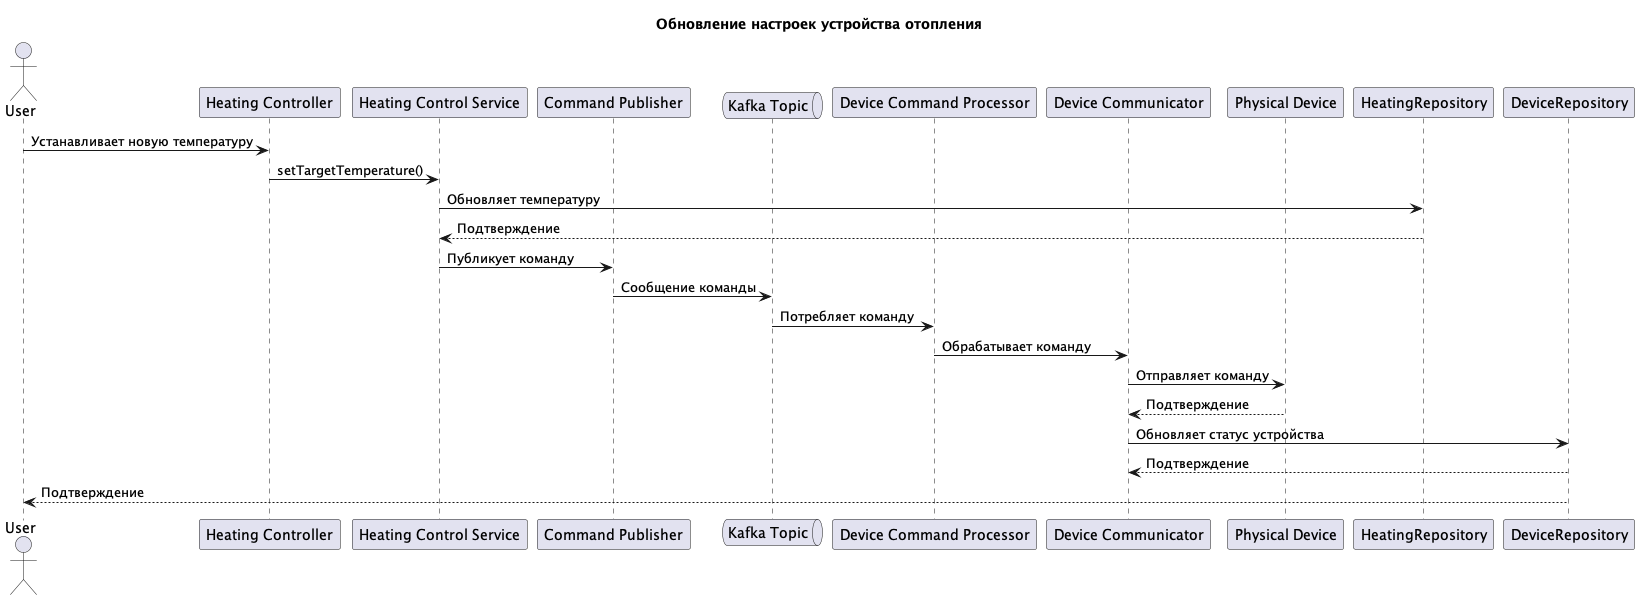 Обновление настроек устройства отопления
User
Heating Controller
Heating Control Service
Command Publisher
Kafka Topic
Device Command Processor
Device Communicator
Physical Device
HeatingRepository
DeviceRepository
Устанавливает новую температуру
setTargetTemperature()
Обновляет температуру
Подтверждение
Публикует команду
Сообщение команды
Потребляет команду
Обрабатывает команду
Отправляет команду
Подтверждение
Обновляет статус устройства
Подтверждение
Подтверждение
User
Heating Controller
Heating Control Service
Command Publisher
Kafka Topic
Device Command Processor
Device Communicator
Physical Device
HeatingRepository
DeviceRepository